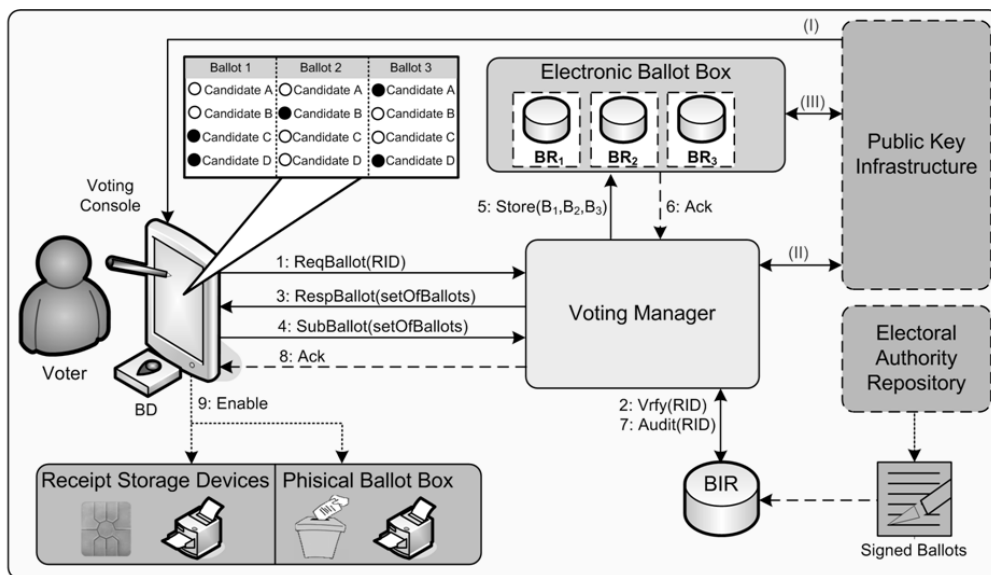 (I)
Ballot 1 Ballot 2 Ballot 3
Candidate A Candidate A Candidate A
Candidate B Candidate B Candidate B
Candidate C Candidate C Candidate C
Candidate D Candidate D Candidate D
Electronic Ballot Box
BR1 BR2 BR3
(III)
Public Key
Infrastructure
Voting
Console
5: Store(B1,B2,B3)
6: Ack
1: ReqBallot(RID)
(II)
3: RespBallot(setOfBallots)
Voting Manager
4: SubBallot(setOfBallots)
8: Ack
Voter
BD
9: Enable
Electoral
Authority
Repository
2: Vrfy(RID)
7: Audit(RID)
Receipt Storage Devices
Phisical Ballot Box
BIR
Signed Ballots